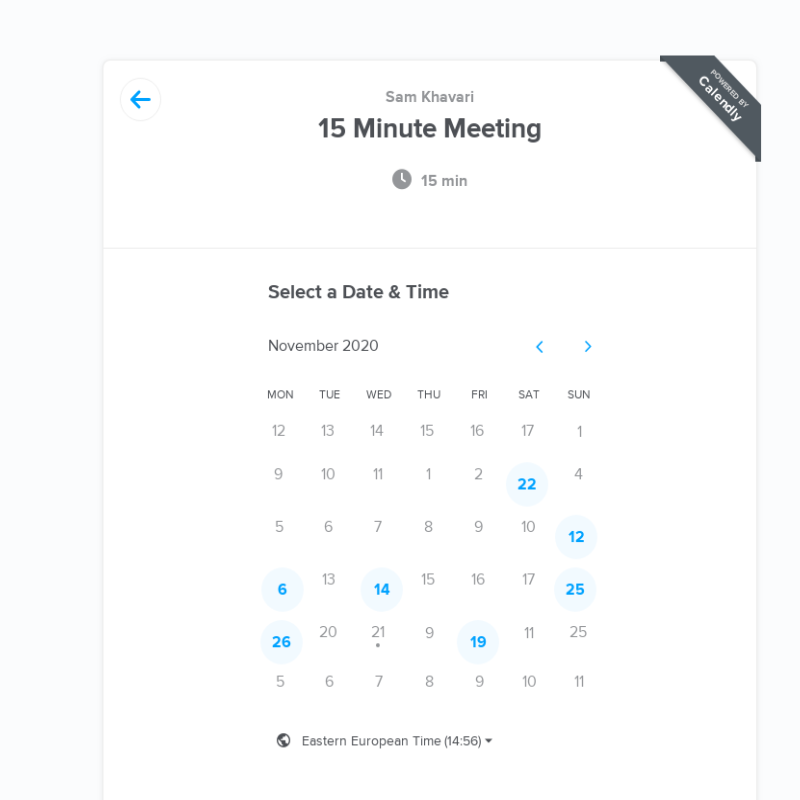 POWERED BY
Calendly
Sam Khavari
15 Minute Meeting
15 min
Select a Date & Time
November 2020
MON TUE WED THU FRI SAT SUN
12 13 14 15 16 17 1
9 10 11 1 2 22 4
5 6 7 8 9 10 12
6 13 14 15 16 17 25
26 20 21 9 19 11 25
5 6 7 8 9 10 11
Eastern European Time (14:56)